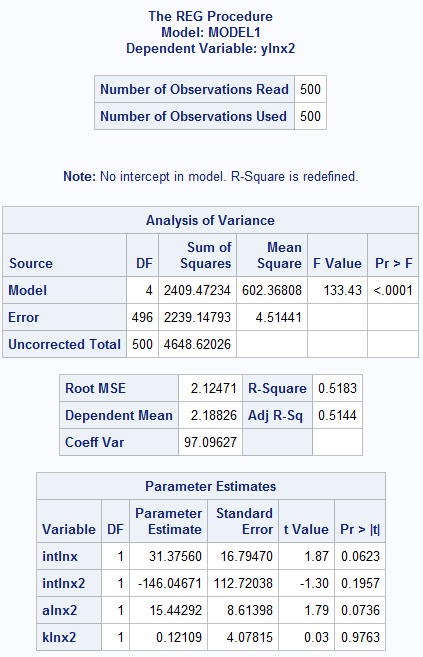 The REG Procedure
Model: MODEL1
Dependent Variable: ylnx2
Number of Observations Read 500
Number of Observations Used 500
Note: No intercept in model. R-Square is redefined.
Analysis of Variance
Source DF Sum of Squares Mean Square F Value Pr > F
Model 4 2409.47234 602.36808 133.43 <.0001
Error 496 2239.14793 4.51441
Uncorrected Total 500 4648.62026
Root MSE 2.12471 R-Square 0.5183
Dependent Mean 2.18826 Adj R-Sq 0.5144
Coeff Var 97.09627
Parameter Estimates
Variable DF Parameter Estimate Standard Error t Value Pr > |t|
intlnx 1 31.37560 16.79470 1.87 0.0623
intlnx2 1 -146.04671 112.72038 -1.30 0.1957
alnx2 1 15.44292 8.61398 1.79 0.0736
klnx2 1 0.12109 4.07815 0.03 0.9763